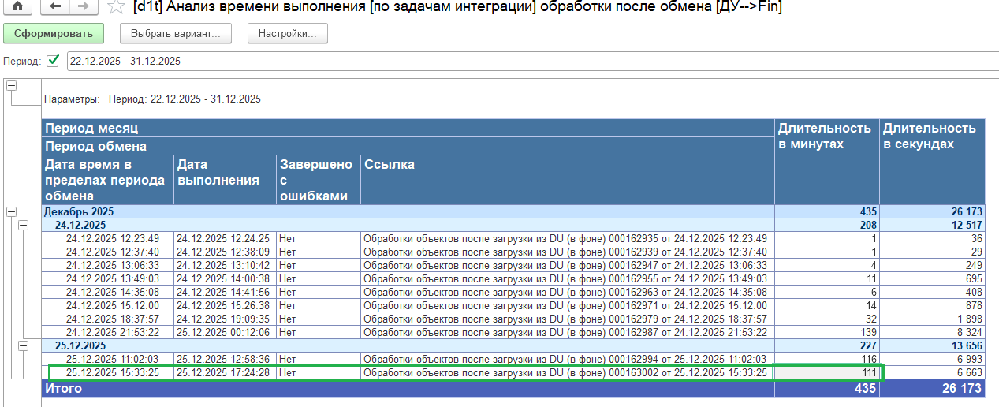 [d1t] Анализ времени выполнения [по задачам интеграции] обработки после обмена [ДУ-->Fin]
Сформировать Выбрать вариант... Настройки...
Период: 22.12.2025 - 31.12.2025
Параметры: Период: 22.12.2025 - 31.12.2025
Период месяц Длительность в минутах Длительность в секундах
Период обмена
Дата время в пределах периода обмена Дата выполнения Завершено с ошибками Ссылка
Декабрь 2025 435 26 173
24.12.2025 208 12 517
24.12.2025 12:23:49 24.12.2025 12:24:25 Нет Обработки объектов после загрузки из DU (в фоне) 000162935 от 24.12.2025 12:23:49 1 36
24.12.2025 12:37:40 24.12.2025 12:38:09 Нет Обработки объектов после загрузки из DU (в фоне) 000162939 от 24.12.2025 12:37:40 1 29
24.12.2025 13:06:33 24.12.2025 13:10:42 Нет Обработки объектов после загрузки из DU (в фоне) 000162947 от 24.12.2025 13:06:33 4 249
24.12.2025 13:49:03 24.12.2025 14:00:38 Нет Обработки объектов после загрузки из DU (в фоне) 000162955 от 24.12.2025 13:49:03 11 695
24.12.2025 14:35:08 24.12.2025 14:41:56 Нет Обработки объектов после загрузки из DU (в фоне) 000162963 от 24.12.2025 14:35:08 6 408
24.12.2025 15:12:00 24.12.2025 15:26:38 Нет Обработки объектов после загрузки из DU (в фоне) 000162971 от 24.12.2025 15:12:00 14 878
24.12.2025 18:37:57 24.12.2025 19:09:35 Нет Обработки объектов после загрузки из DU (в фоне) 000162979 от 24.12.2025 18:37:57 32 1 898
24.12.2025 21:53:22 25.12.2025 00:12:06 Нет Обработки объектов после загрузки из DU (в фоне) 000162987 от 24.12.2025 21:53:22 139 8 324
25.12.2025 227 13 656
25.12.2025 11:02:03 25.12.2025 12:58:36 Нет Обработки объектов после загрузки из DU (в фоне) 000162994 от 25.12.2025 11:02:03 116 6 993
25.12.2025 15:33:25 25.12.2025 17:24:28 Нет Обработки объектов после загрузки из DU (в фоне) 000163002 от 25.12.2025 15:33:25 111 6 663
Итого 435 26 173